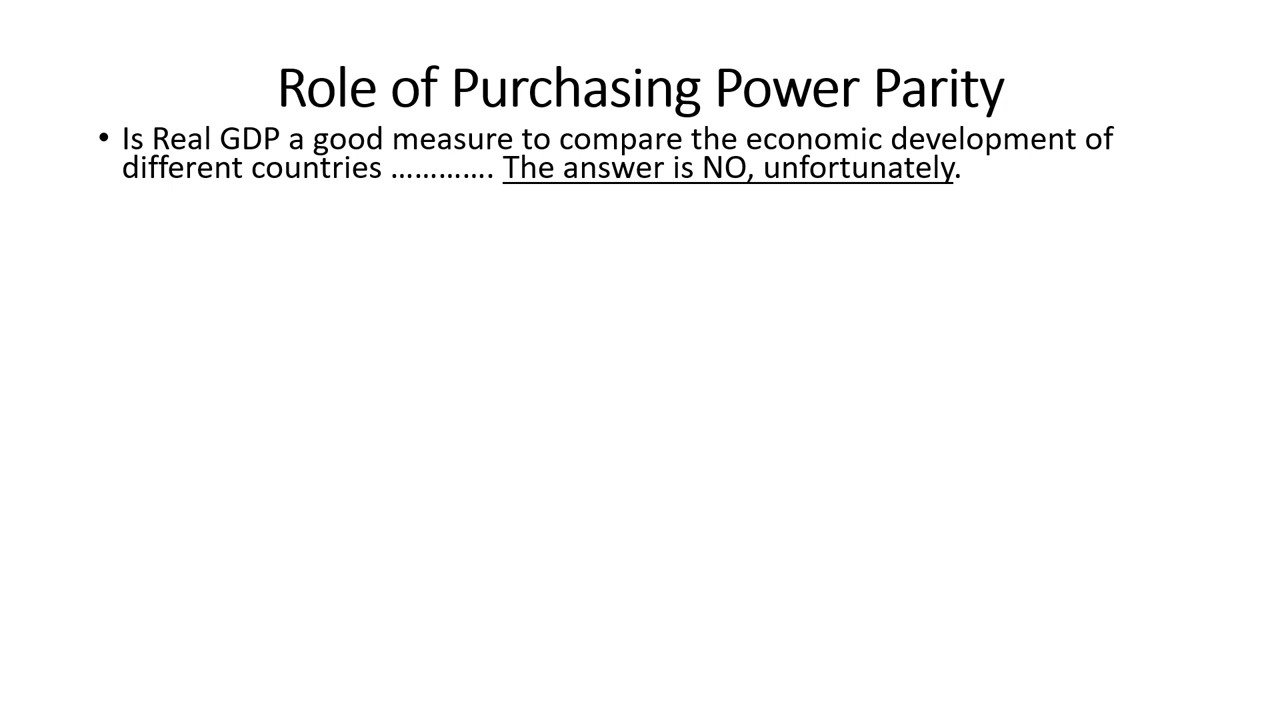 Role of Purchasing Power Parity
• Is Real GDP a good measure to compare the economic development of
different countries …………. The answer is NO, unfortunately.